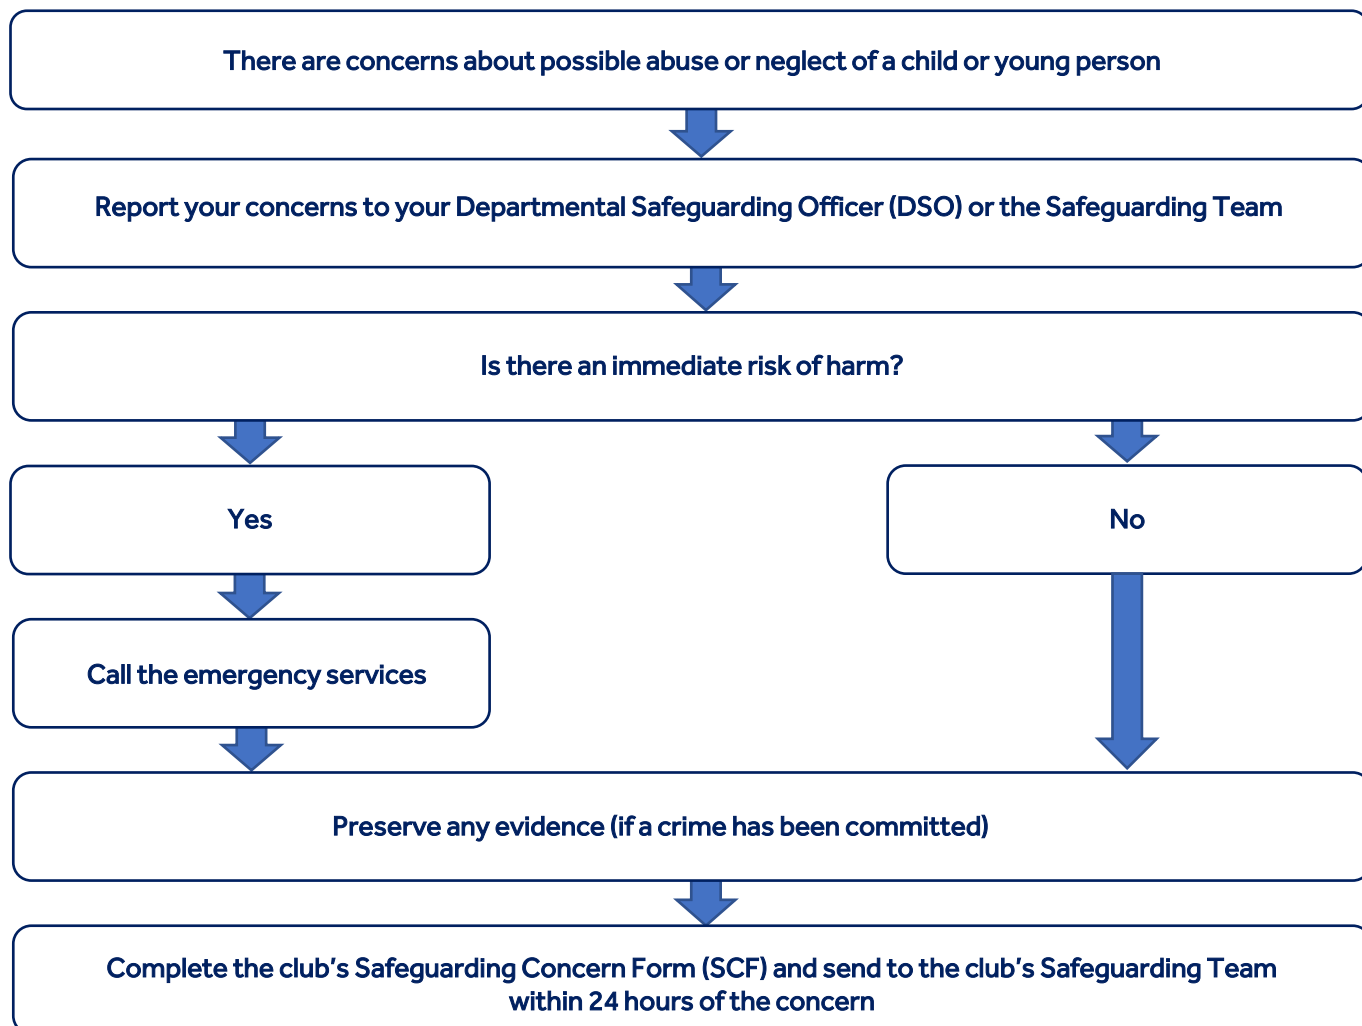 There are concerns about possible abuse or neglect of a child or young person
Report your concerns to your Departmental Safeguarding Officer (DSO) or the Safeguarding Team
Is there an immediate risk of harm?
Yes
No
Call the emergency services
Preserve any evidence (if a crime has been committed)
Complete the club's Safeguarding Concern Form (SCF) and send to the club's Safeguarding Team
within 24 hours of the concern